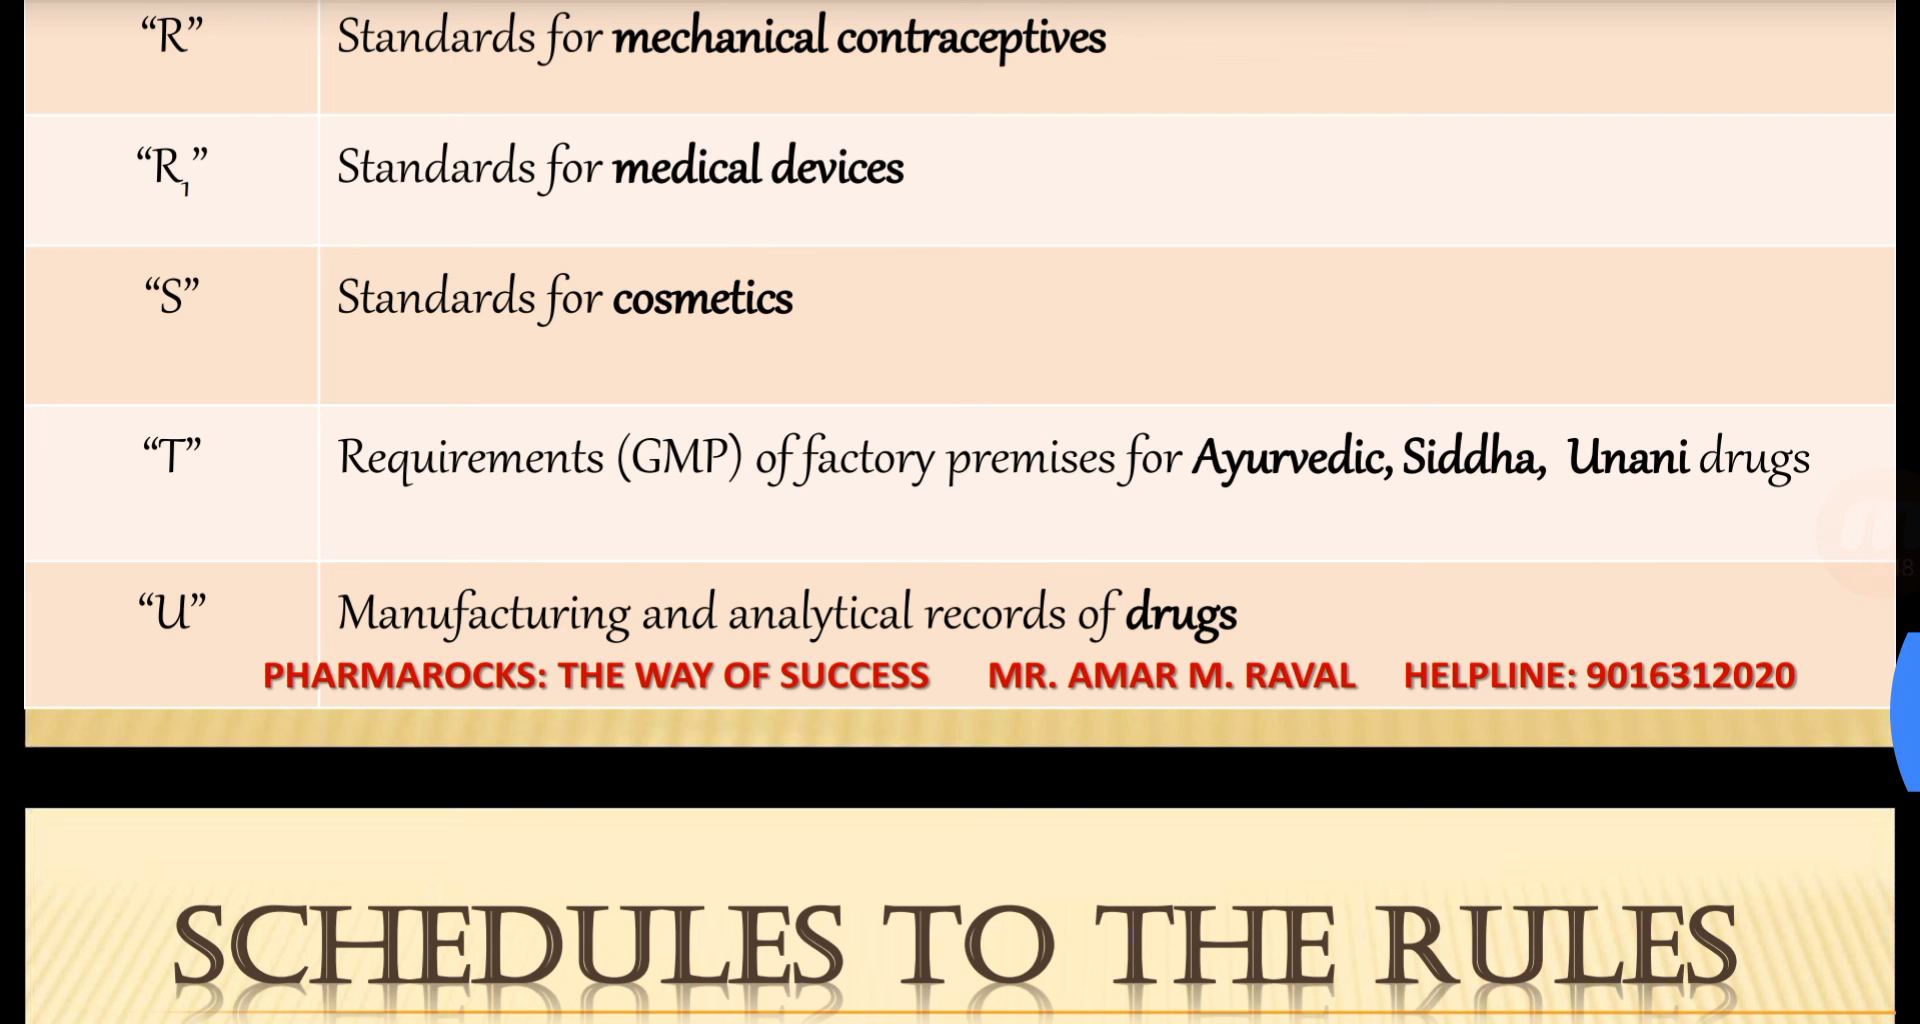 “R” Standards for mechanical contraceptives
“R1” Standards for medical devices
“S” Standards for cosmetics
“T” Requirements (GMP) of factory premises for Ayurvedic, Siddha, Unani drugs
“U” Manufacturing and analytical records of drugs
PHARMAROCKS: THE WAY OF SUCCESS MR. AMAR M. RAVAL HELPLINE: 9016312020
SCHEDULES TO THE RULES